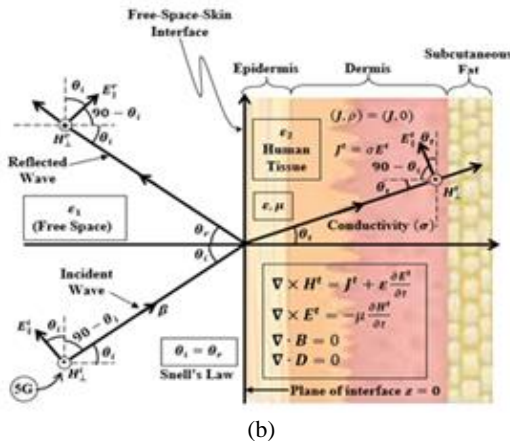 Free-Space-Skin
Interface
Epidermis
Dermis
Subcutaneous
Fat
θᵢ
E∥ʳ
90 − θᵢ
H⊥ʳ
θᵢ
Reflected
Wave
ε₁
(Free Space)
θᵣ
θᵢ
Incident
Wave
β
E∥ⁱ
θᵢ
90 − θᵢ
θᵢ
H⊥ⁱ
5G
θᵢ = θᵣ
Snell's Law
ε₂
Human
Tissue
ε, μ
(J, ρ) = (J, 0)
Jᵗ = σEᵗ
E∥ᵗ
90 − θₜ
θₜ
H⊥ᵗ
θₜ
Conductivity (σ)
∇ × Hᵗ = Jᵗ + ε ∂Eᵗ/∂t
∇ × Eᵗ = −μ ∂Hᵗ/∂t
∇ · B = 0
∇ · D = 0
Plane of interface z = 0
(b)